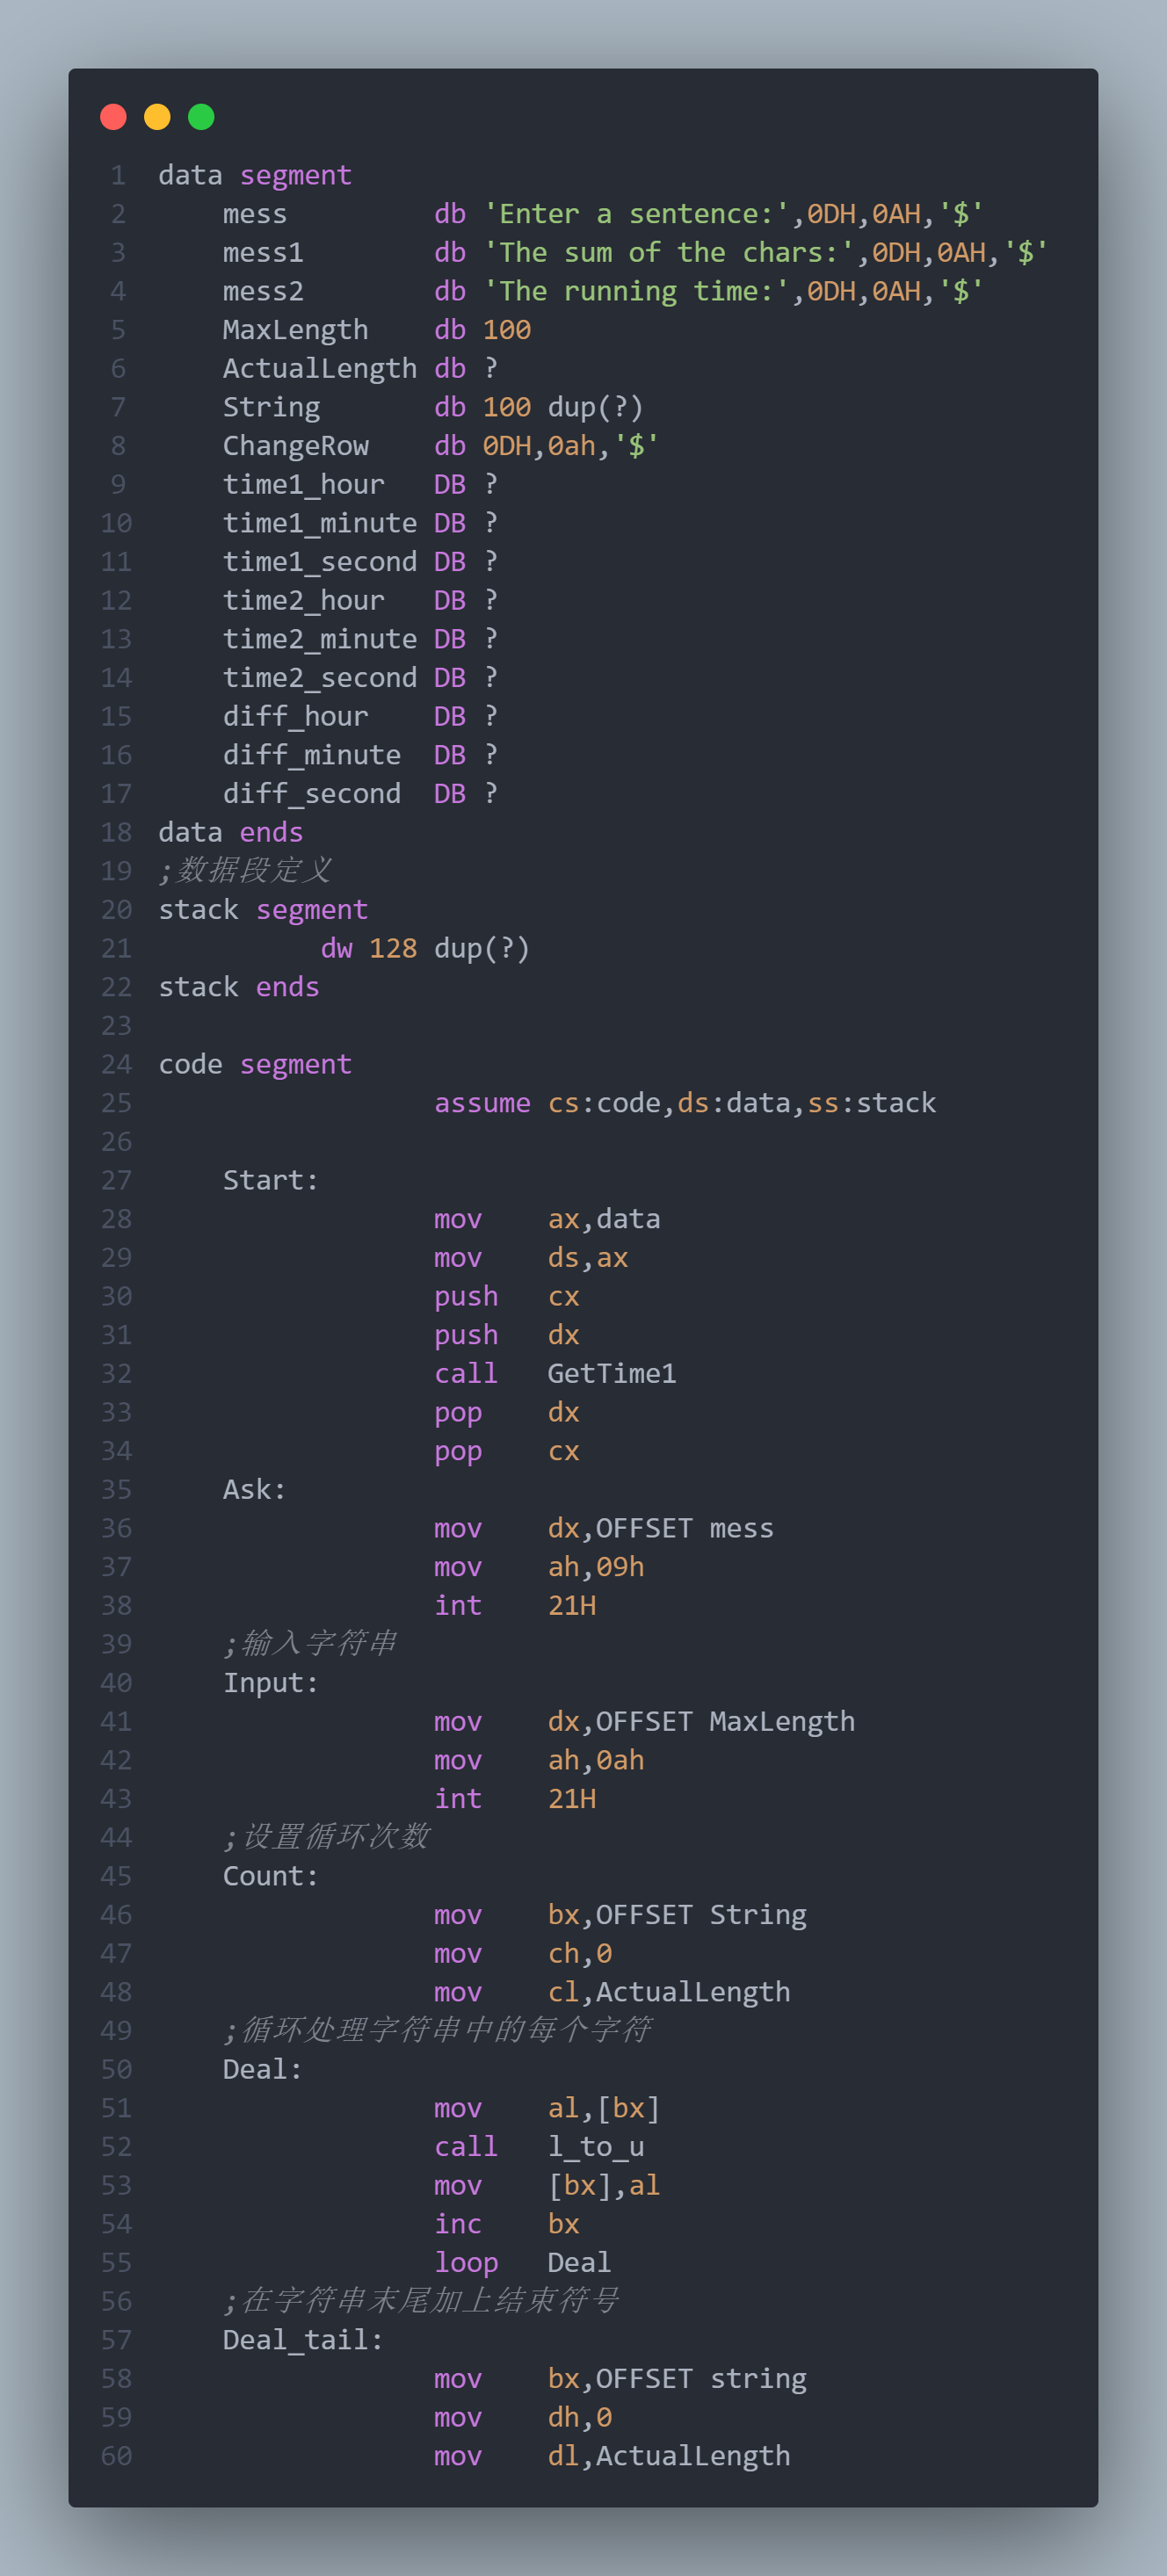 1 data segment
2     mess         db 'Enter a sentence:',0DH,0AH,'$'
3     mess1        db 'The sum of the chars:',0DH,0AH,'$'
4     mess2        db 'The running time:',0DH,0AH,'$'
5     MaxLength    db 100
6     ActualLength db ?
7     String       db 100 dup(?)
8     ChangeRow    db 0DH,0ah,'$'
9     time1_hour   DB ?
10     time1_minute DB ?
11     time1_second DB ?
12     time2_hour   DB ?
13     time2_minute DB ?
14     time2_second DB ?
15     diff_hour    DB ?
16     diff_minute  DB ?
17     diff_second  DB ?
18 data ends
19 ;数据段定义
20 stack segment
21           dw 128 dup(?)
22 stack ends
23
24 code segment
25                  assume cs:code,ds:data,ss:stack
26
27     Start:
28                  mov    ax,data
29                  mov    ds,ax
30                  push   cx
31                  push   dx
32                  call   GetTime1
33                  pop    dx
34                  pop    cx
35     Ask:
36                  mov    dx,OFFSET mess
37                  mov    ah,09h
38                  int    21H
39     ;输入字符串
40     Input:
41                  mov    dx,OFFSET MaxLength
42                  mov    ah,0ah
43                  int    21H
44     ;设置循环次数
45     Count:
46                  mov    bx,OFFSET String
47                  mov    ch,0
48                  mov    cl,ActualLength
49     ;循环处理字符串中的每个字符
50     Deal:
51                  mov    al,[bx]
52                  call   l_to_u
53                  mov    [bx],al
54                  inc    bx
55                  loop   Deal
56     ;在字符串末尾加上结束符号
57     Deal_tail:
58                  mov    bx,OFFSET string
59                  mov    dh,0
60                  mov    dl,ActualLength